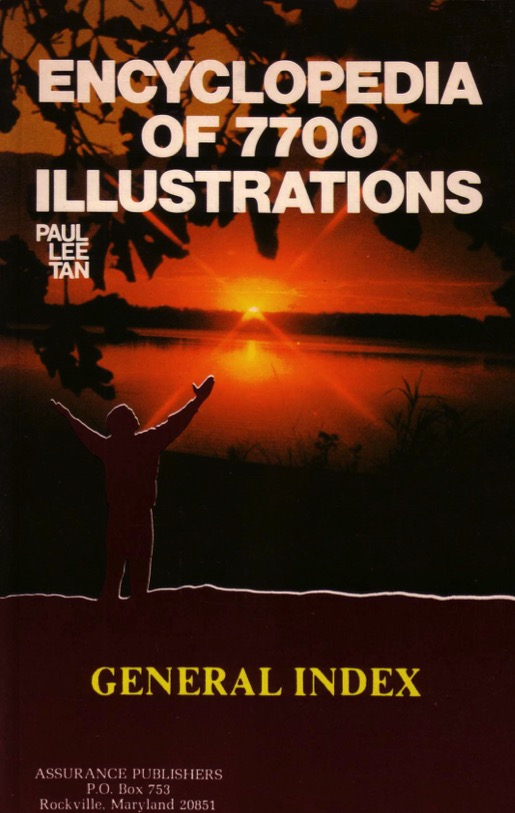 ENCYCLOPEDIA
OF 7700
ILLUSTRATIONS
PAUL
LEE
TAN
GENERAL INDEX
ASSURANCE PUBLISHERS
P.O. Box 753
Rockville, Maryland 20851